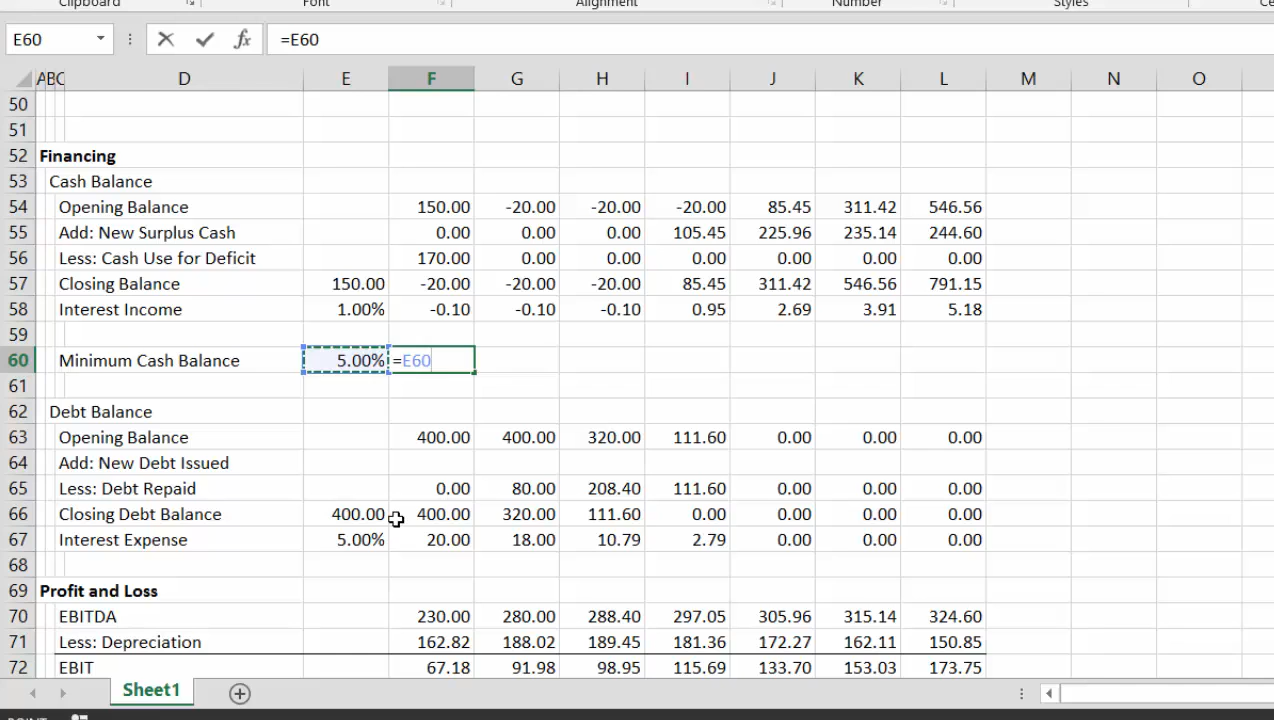 Clipboard Font Alignment Number Styles
E60 fx =E60
A B C D E F G H I J K L M N O
50
51
52 Financing
53 Cash Balance
54 Opening Balance 150.00 -20.00 -20.00 -20.00 85.45 311.42 546.56
55 Add: New Surplus Cash 0.00 0.00 0.00 105.45 225.96 235.14 244.60
56 Less: Cash Use for Deficit 170.00 0.00 0.00 0.00 0.00 0.00 0.00
57 Closing Balance 150.00 -20.00 -20.00 -20.00 85.45 311.42 546.56 791.15
58 Interest Income 1.00% -0.10 -0.10 -0.10 0.95 2.69 3.91 5.18
59
60 Minimum Cash Balance 5.00% =E60
61
62 Debt Balance
63 Opening Balance 400.00 400.00 320.00 111.60 0.00 0.00 0.00
64 Add: New Debt Issued
65 Less: Debt Repaid 0.00 80.00 208.40 111.60 0.00 0.00 0.00
66 Closing Debt Balance 400.00 400.00 320.00 111.60 0.00 0.00 0.00 0.00
67 Interest Expense 5.00% 20.00 18.00 10.79 2.79 0.00 0.00 0.00
68
69 Profit and Loss
70 EBITDA 230.00 280.00 288.40 297.05 305.96 315.14 324.60
71 Less: Depreciation 162.82 188.02 189.45 181.36 172.27 162.11 150.85
72 EBIT 67.18 91.98 98.95 115.69 133.70 153.03 173.75
Sheet1